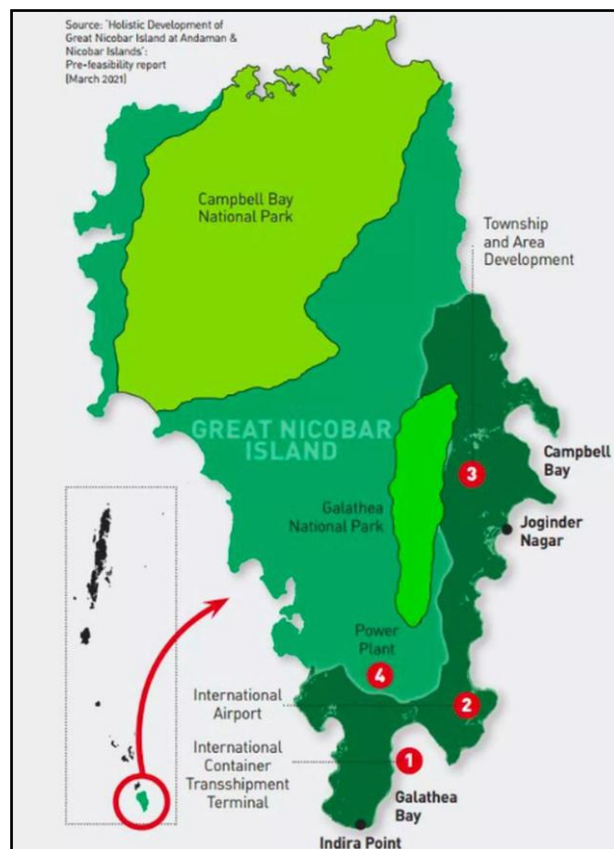 Source: 'Holistic Development of
Great Nicobar Island at Andaman &
Nicobar Islands':
Pre-feasibility report
(March 2021)
Campbell Bay
National Park
Township
and Area
Development
GREAT NICOBAR
ISLAND
Campbell
Bay
3
Galathea
National Park
Joginder
Nagar
Power
Plant
4
International
Airport
2
International
Container
Transshipment
Terminal
1
Galathea
Bay
Indira Point